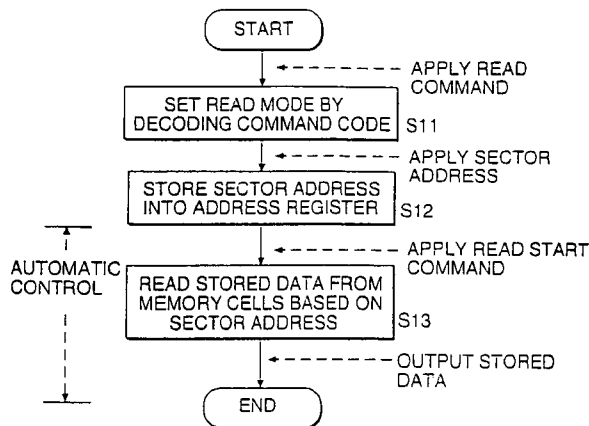 START
APPLY READ
COMMAND
SET READ MODE BY
DECODING COMMAND CODE
S11
APPLY SECTOR
ADDRESS
STORE SECTOR ADDRESS
INTO ADDRESS REGISTER
S12
APPLY READ START
COMMAND
AUTOMATIC
CONTROL
READ STORED DATA FROM
MEMORY CELLS BASED ON
SECTOR ADDRESS
S13
OUTPUT STORED
DATA
END